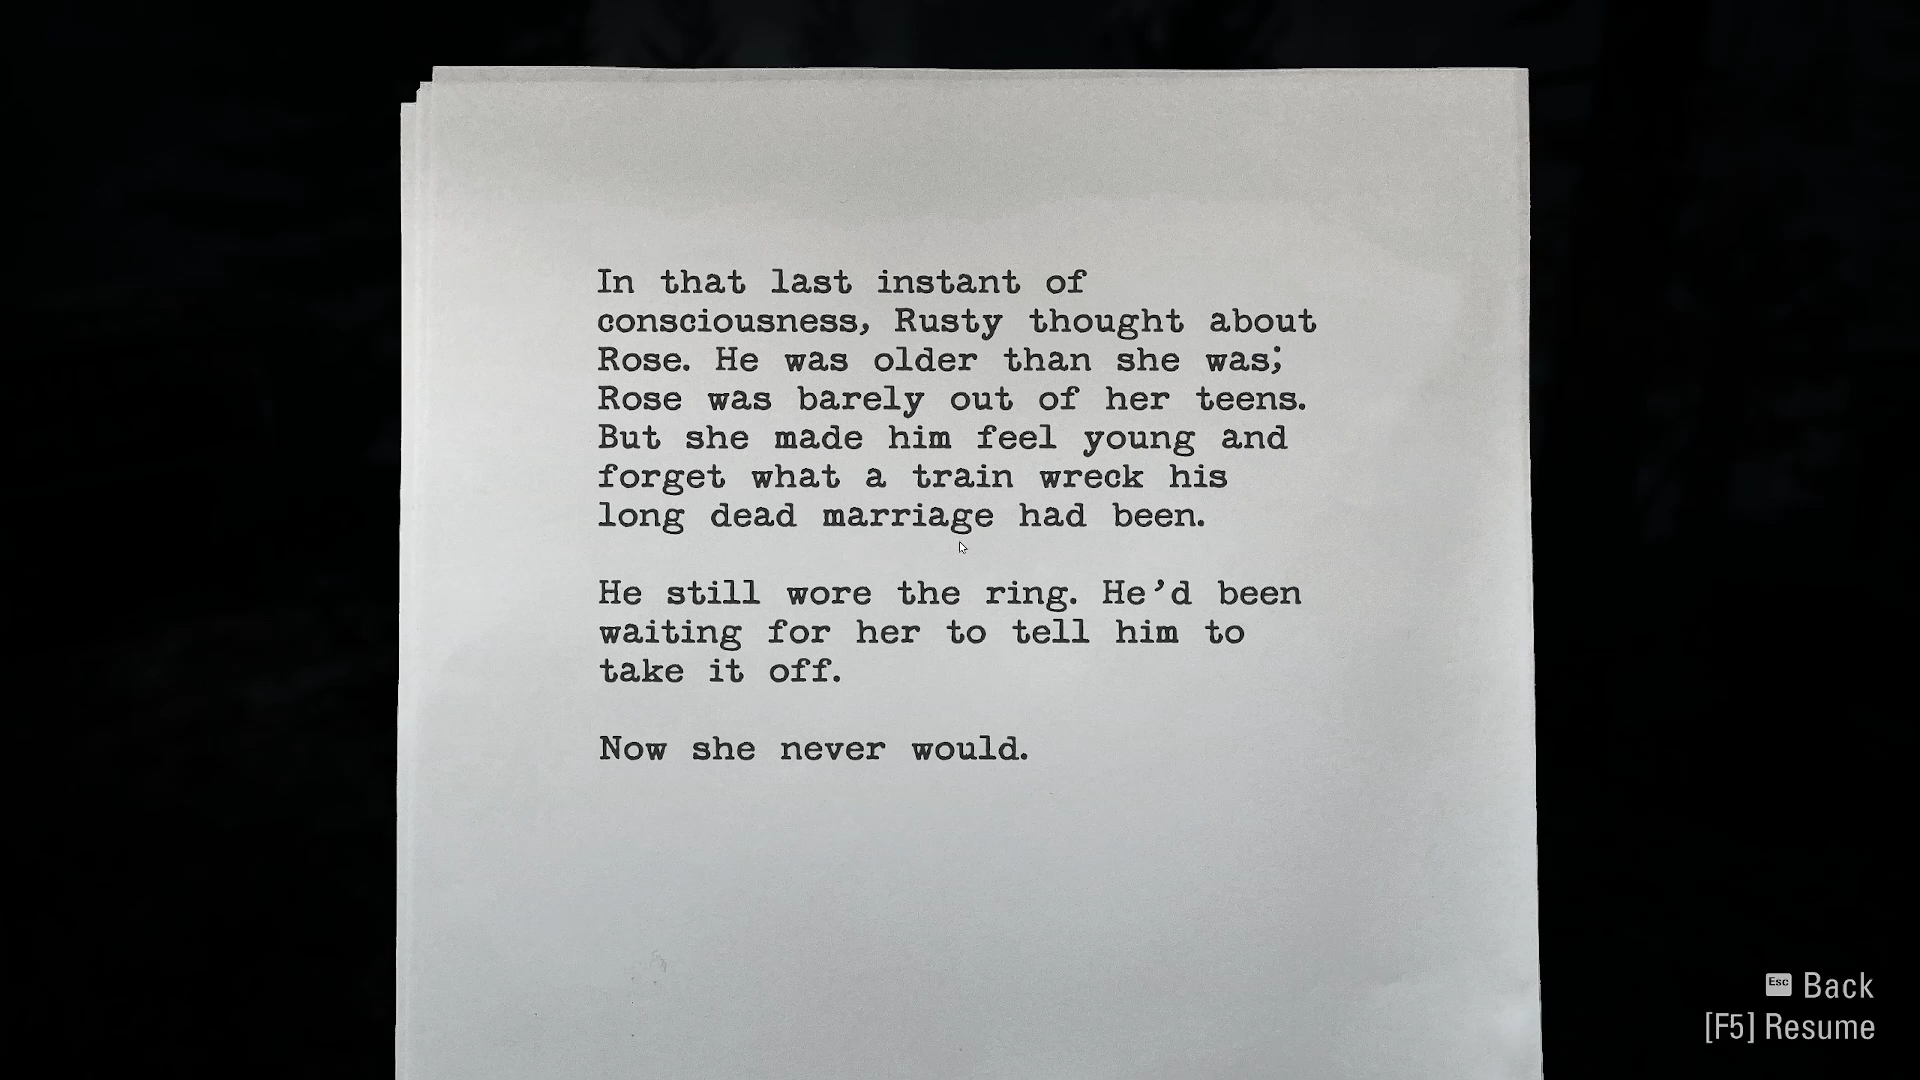 In that last instant of
consciousness, Rusty thought about
Rose. He was older than she was;
Rose was barely out of her teens.
But she made him feel young and
forget what a train wreck his
long dead marriage had been.
He still wore the ring. He’d been
waiting for her to tell him to
take it off.
Now she never would.
Esc Back
[F5] Resume